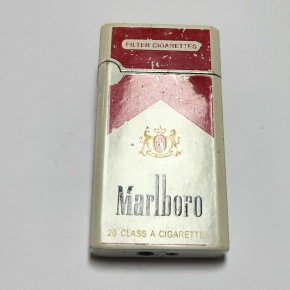 FILTER CIGARETTES
Marlboro
20 CLASS A CIGARETTES